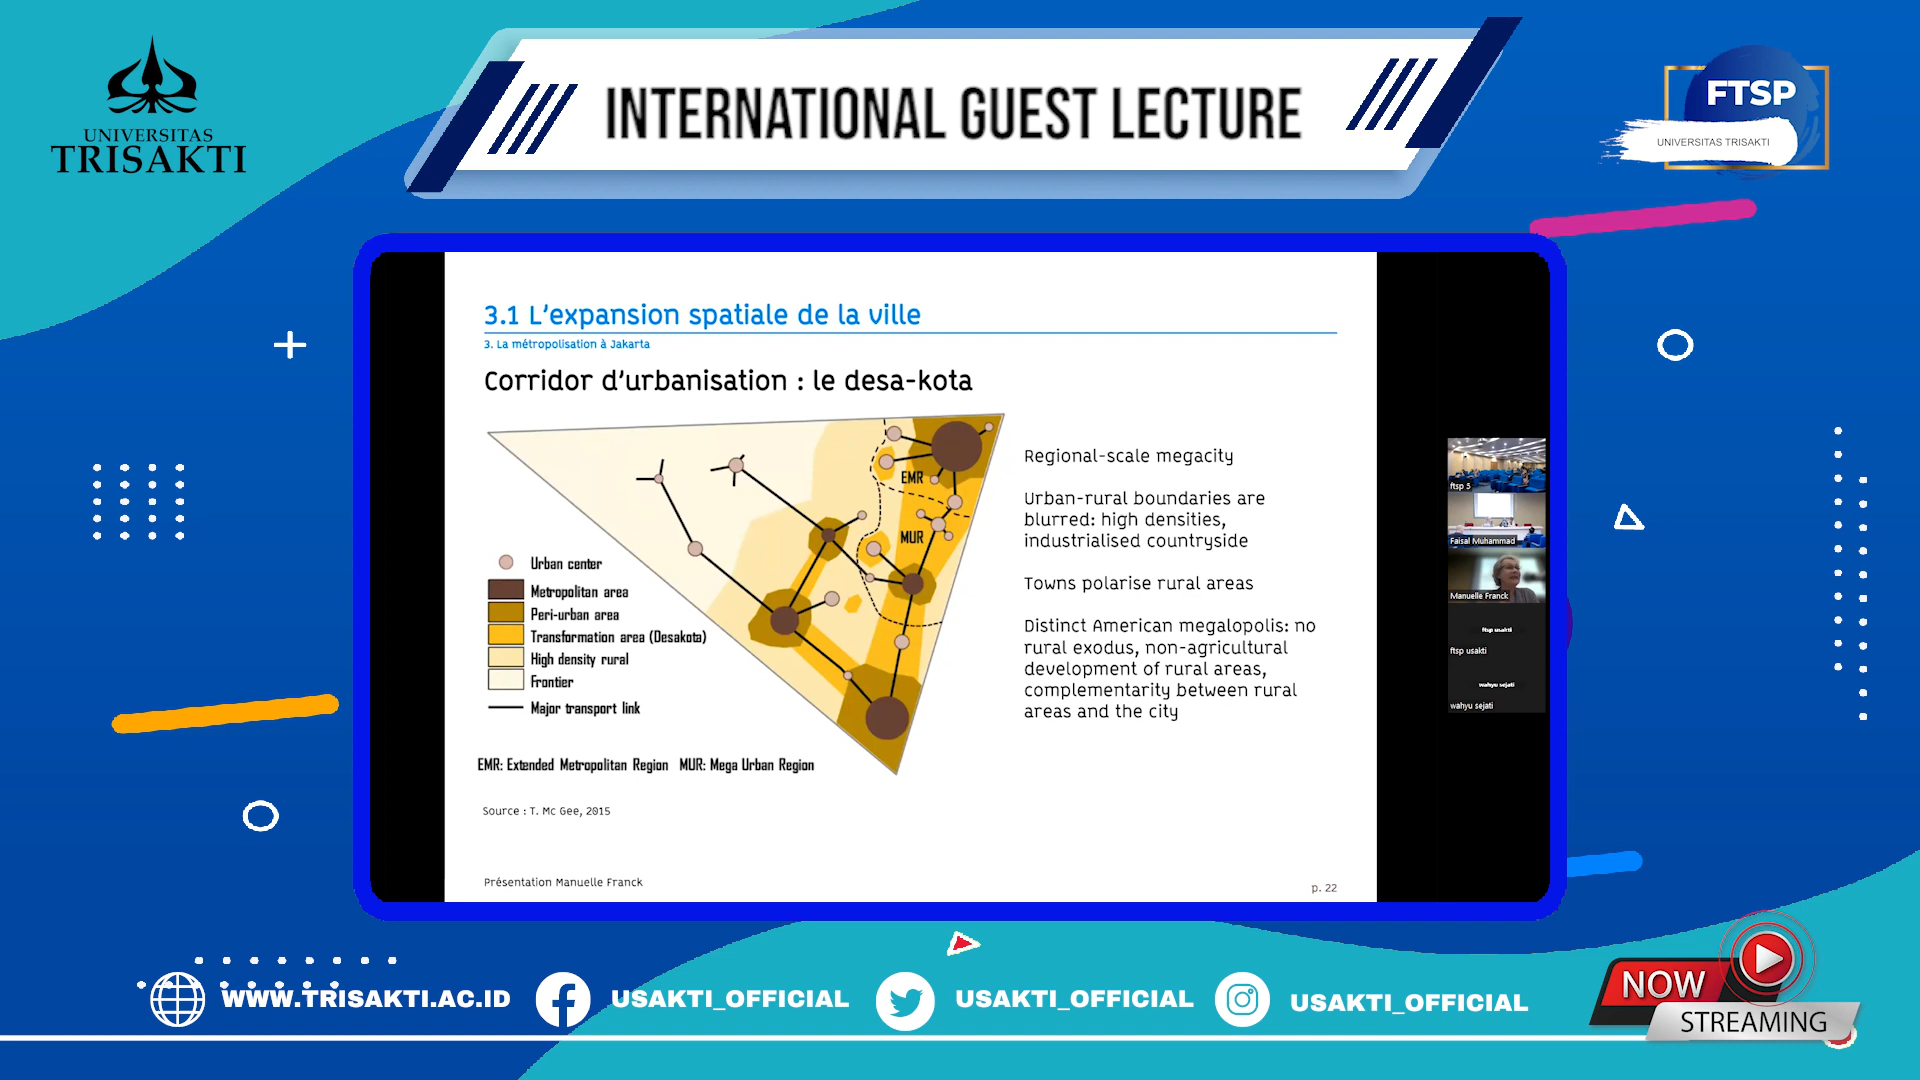 UNIVERSITAS
TRISAKTI
INTERNATIONAL GUEST LECTURE
FTSP
UNIVERSITAS TRISAKTI
3.1 L'expansion spatiale de la ville
3. La métropolisation à Jakarta
Corridor d'urbanisation : le desa-kota
EMR
MUR
Urban center
Metropolitan area
Peri-urban area
Transformation area (Desakota)
High density rural
Frontier
Major transport link
EMR: Extended Metropolitan Region MUR: Mega Urban Region
Source : T. Mc Gee, 2015
Regional-scale megacity
Urban-rural boundaries are
blurred: high densities,
industrialised countryside
Towns polarise rural areas
Distinct American megalopolis: no
rural exodus, non-agricultural
development of rural areas,
complementarity between rural
areas and the city
Présentation Manuelle Franck
p. 22
ftsp 5
Faisal Muhammad
Manuelle Franck
ftsp usakti
ftsp usakti
wahyu sejati
wahyu sejati
WWW.TRISAKTI.AC.ID
USAKTI_OFFICIAL
USAKTI_OFFICIAL
USAKTI_OFFICIAL
NOW
STREAMING